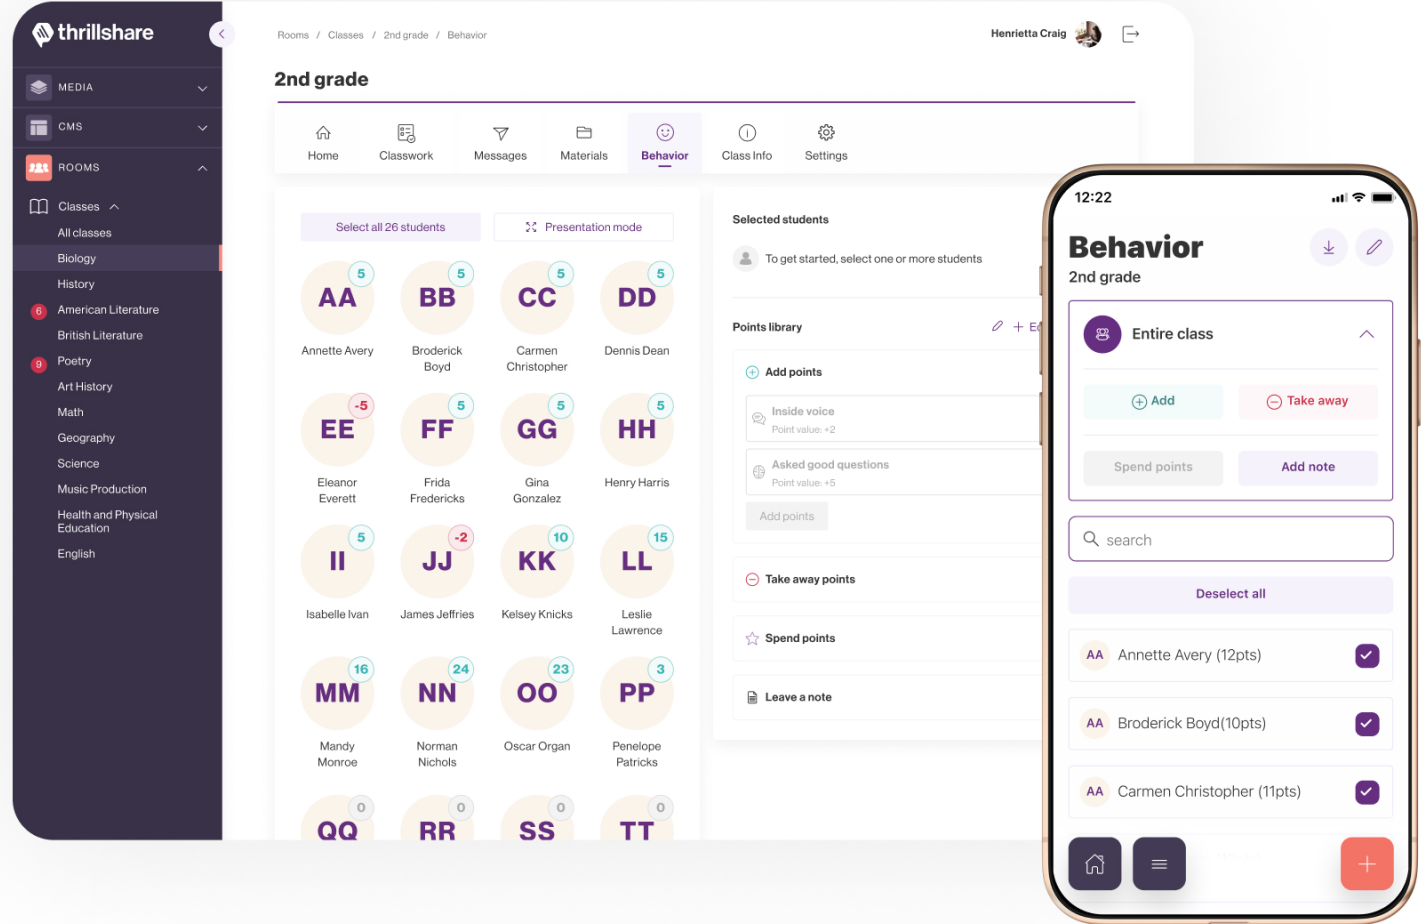 thrillshare
MEDIA
CMS
ROOMS
Classes
All classes
Biology
History
6
American Literature
British Literature
9
Poetry
Art History
Math
Geography
Science
Music Production
Health and Physical
Education
English
Rooms / Classes / 2nd grade / Behavior
Henrietta Craig
2nd grade
Home
Classwork
Messages
Materials
Behavior
Class Info
Settings
Select all 26 students
Presentation mode
5
5
5
5
AA
BB
CC
DD
Annette Avery
Broderick
Boyd
Carmen
Christopher
Dennis Dean
-5
5
5
5
EE
FF
GG
HH
Eleanor
Everett
Frida
Fredericks
Gina
Gonzalez
Henry Harris
5
-2
10
15
II
JJ
KK
LL
Isabelle Ivan
James Jeffries
Kelsey Knicks
Leslie
Lawrence
16
24
23
3
MM
NN
OO
PP
Mandy
Monroe
Norman
Nichols
Oscar Organ
Penelope
Patricks
0
0
0
0
QQ
RR
SS
TT
Selected students
To get started, select one or more students
Points library
+
Add points
Inside voice
Point value: +2
Asked good questions
Point value: +5
Add points
Take away points
Spend points
Leave a note
12:22
Behavior
2nd grade
Entire class
Add
Take away
Spend points
Add note
search
Deselect all
AA
Annette Avery (12pts)
AA
Broderick Boyd(10pts)
AA
Carmen Christopher (11pts)